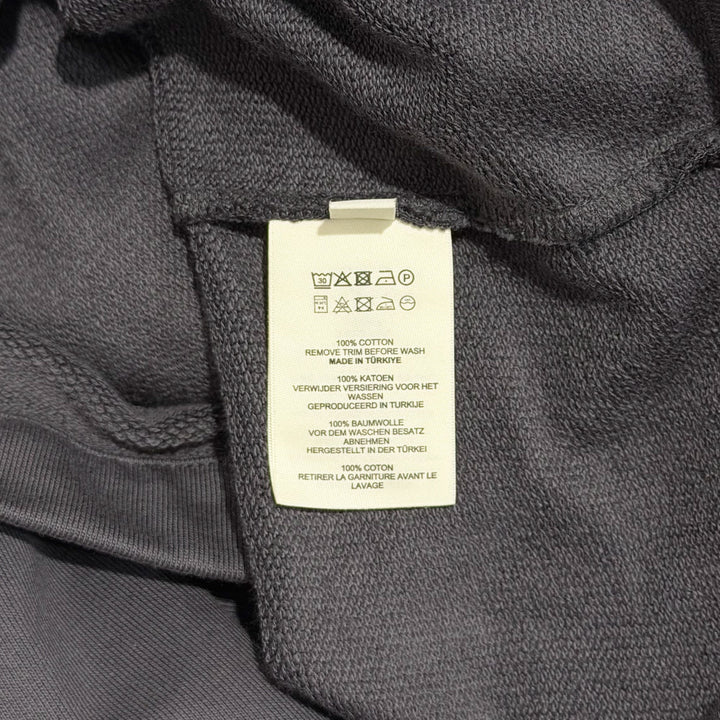 30 P
100% COTTON
REMOVE TRIM BEFORE WASH
MADE IN TÜRKIYE
100% KATOEN
VERWIJDER VERSIERING VOOR HET
WASSEN
GEPRODUCEERD IN TURKIJE
100% BAUMWOLLE
VOR DEM WASCHEN BESATZ
ABNEHMEN
HERGESTELLT IN DER TÜRKEI
100% COTON
RETIRER LA GARNITURE AVANT LE
LAVAGE